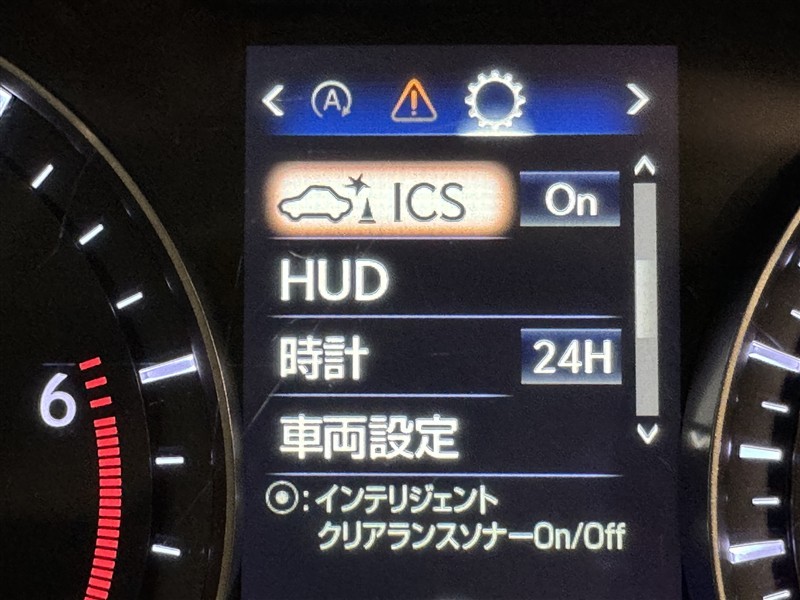 A
ICS On
HUD
時計 24H
車両設定
6
◉:インテリジェント
クリアランスソナーOn/Off